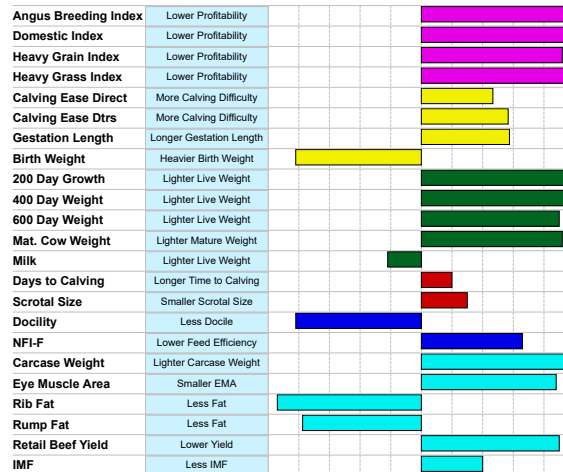 Angus Breeding Index Lower Profitability
Domestic Index Lower Profitability
Heavy Grain Index Lower Profitability
Heavy Grass Index Lower Profitability
Calving Ease Direct More Calving Difficulty
Calving Ease Dtrs More Calving Difficulty
Gestation Length Longer Gestation Length
Birth Weight Heavier Birth Weight
200 Day Growth Lighter Live Weight
400 Day Weight Lighter Live Weight
600 Day Weight Lighter Live Weight
Mat. Cow Weight Lighter Mature Weight
Milk Lighter Live Weight
Days to Calving Longer Time to Calving
Scrotal Size Smaller Scrotal Size
Docility Less Docile
NFI-F Lower Feed Efficiency
Carcase Weight Lighter Carcase Weight
Eye Muscle Area Smaller EMA
Rib Fat Less Fat
Rump Fat Less Fat
Retail Beef Yield Lower Yield
IMF Less IMF